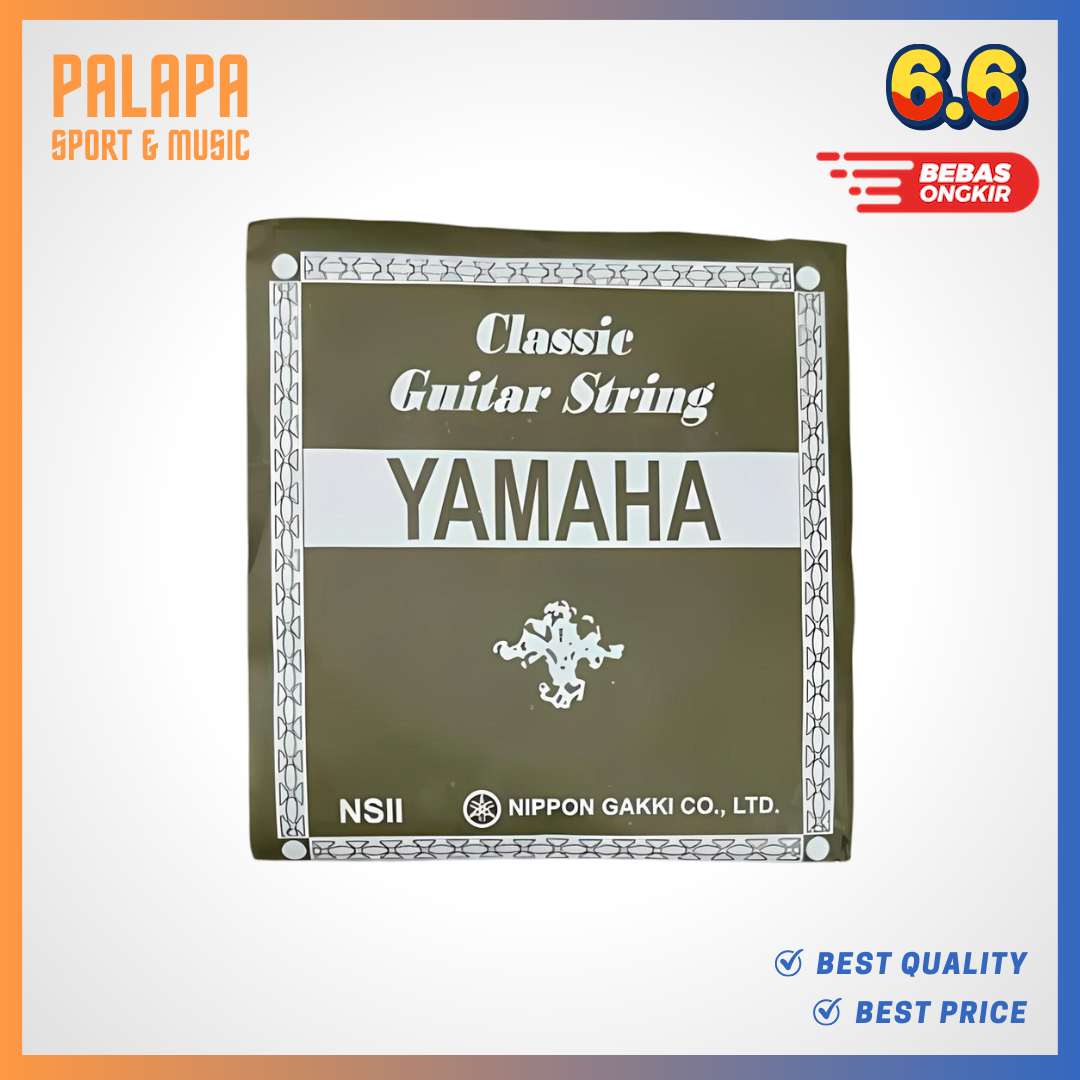 PALAPA
SPORT & MUSIC
6.6
BEBAS
ONGKIR
Classic
Guitar String
YAMAHA
NSII
NIPPON GAKKI CO., LTD.
BEST QUALITY
BEST PRICE